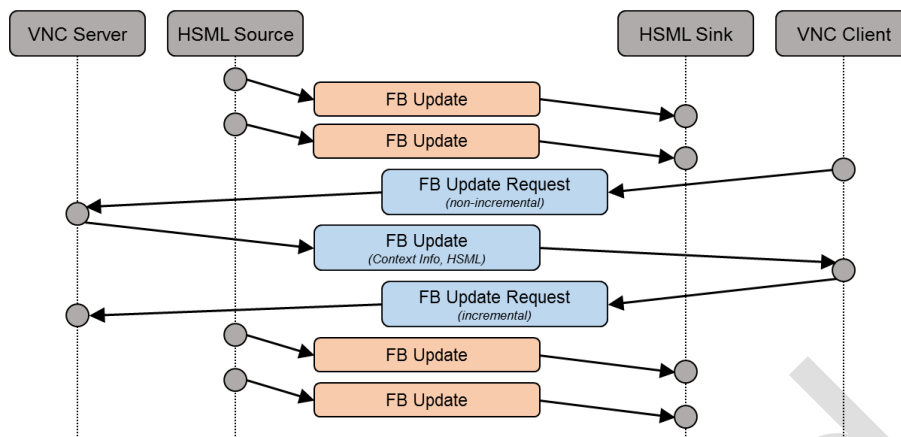 VNC Server
HSML Source
HSML Sink
VNC Client
FB Update
FB Update
FB Update Request
(non-incremental)
FB Update
(Context Info, HSML)
FB Update Request
(incremental)
FB Update
FB Update